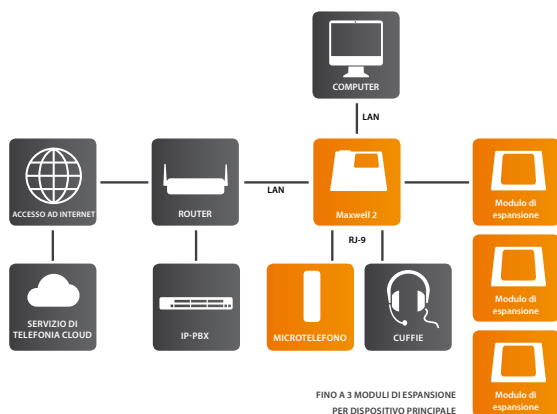 COMPUTER
LAN
ACCESSO AD INTERNET
ROUTER
LAN
Maxwell 2
Modulo di
espansione
RJ-9
SERVIZIO DI
TELEFONIA CLOUD
IP-PBX
MICROTELEFONO
CUFFIE
Modulo di
espansione
FINO A 3 MODULI DI ESPANSIONE
PER DISPOSITIVO PRINCIPALE
Modulo di
espansione